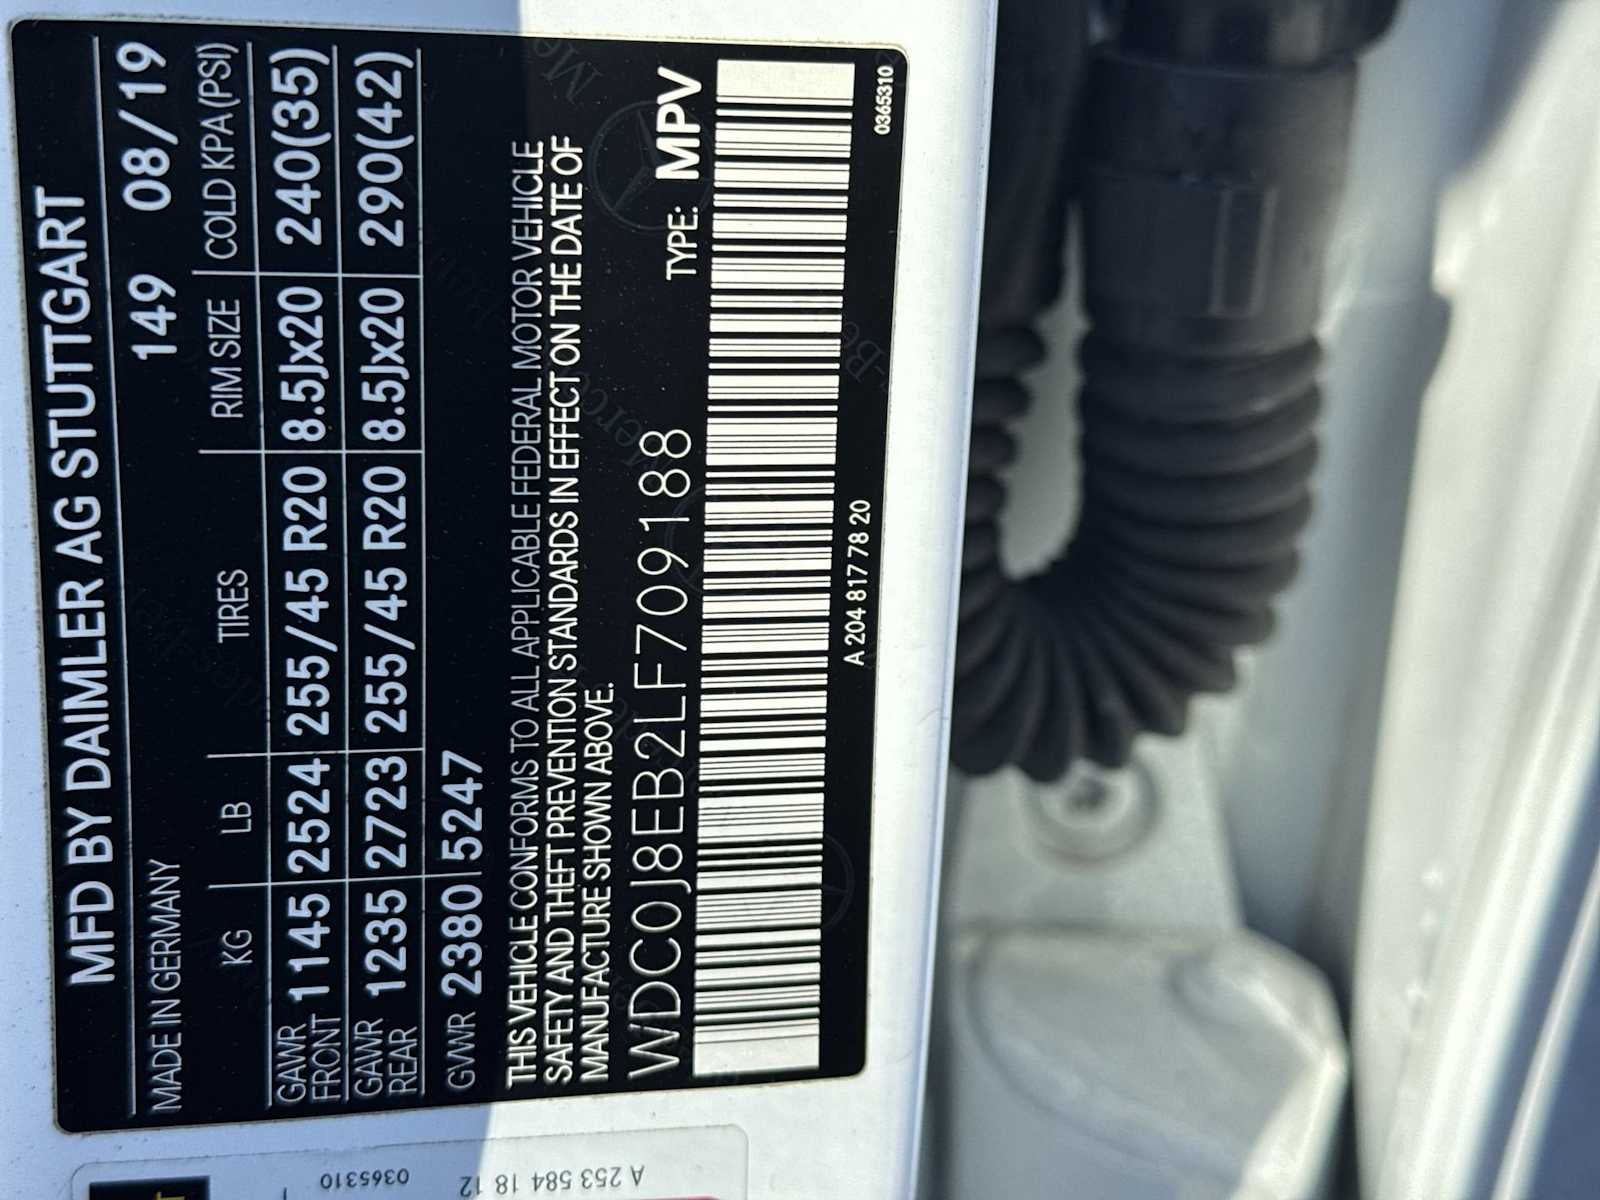 MFD BY DAIMLER AG STUTTGART
MADE IN GERMANY 149 08/19
KG LB TIRES RIM SIZE COLD KPA (PSI)
GAWR FRONT 1145 2524 255/45 R20 8.5Jx20 240(35)
GAWR REAR 1235 2723 255/45 R20 8.5Jx20 290(42)
GVWR 2380 5247
THIS VEHICLE CONFORMS TO ALL APPLICABLE FEDERAL MOTOR VEHICLE
SAFETY AND THEFT PREVENTION STANDARDS IN EFFECT ON THE DATE OF
MANUFACTURE SHOWN ABOVE.
WDC0J8EB2LF709188 TYPE: MPV
A 204 817 78 20 0365310
A 253 584 18 12
0365310